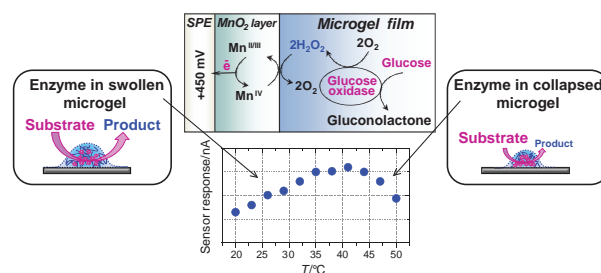 SPE MnO2 layer Microgel film
+450 mV
Mn II/III
ē
Mn IV
2H2O2
2O2
2O2
Glucose
Glucose
oxidase
Gluconolactone
Enzyme in swollen
microgel
Substrate Product
Enzyme in collapsed
microgel
Substrate Product
Sensor response/nA
20 25 30 35 40 45 50
T/°C